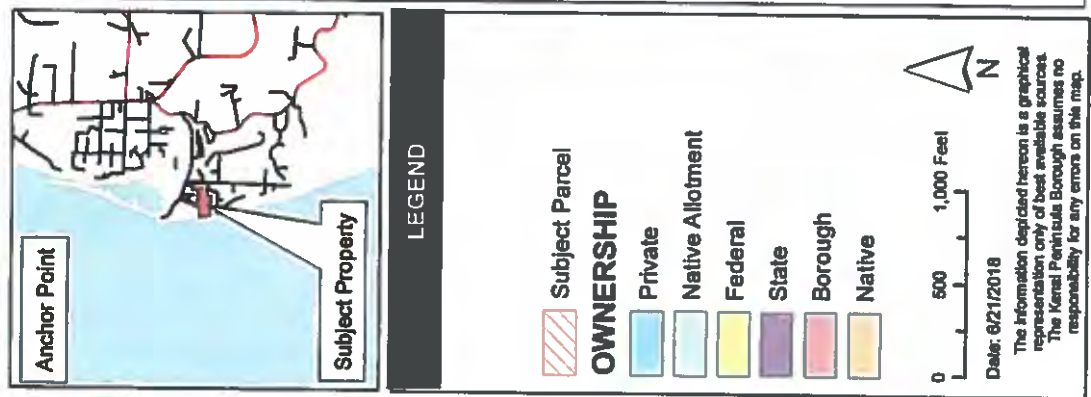 Anchor Point
Subject Property
LEGEND
Subject Parcel
OWNERSHIP
Private
Native Allotment
Federal
State
Borough
Native
N
0 500 1,000 Feet
Date: 6/21/2018
The information depicted hereon is a graphical
representation only of best available sources.
The Kenai Peninsula Borough assumes no
responsibility for any errors on this map.